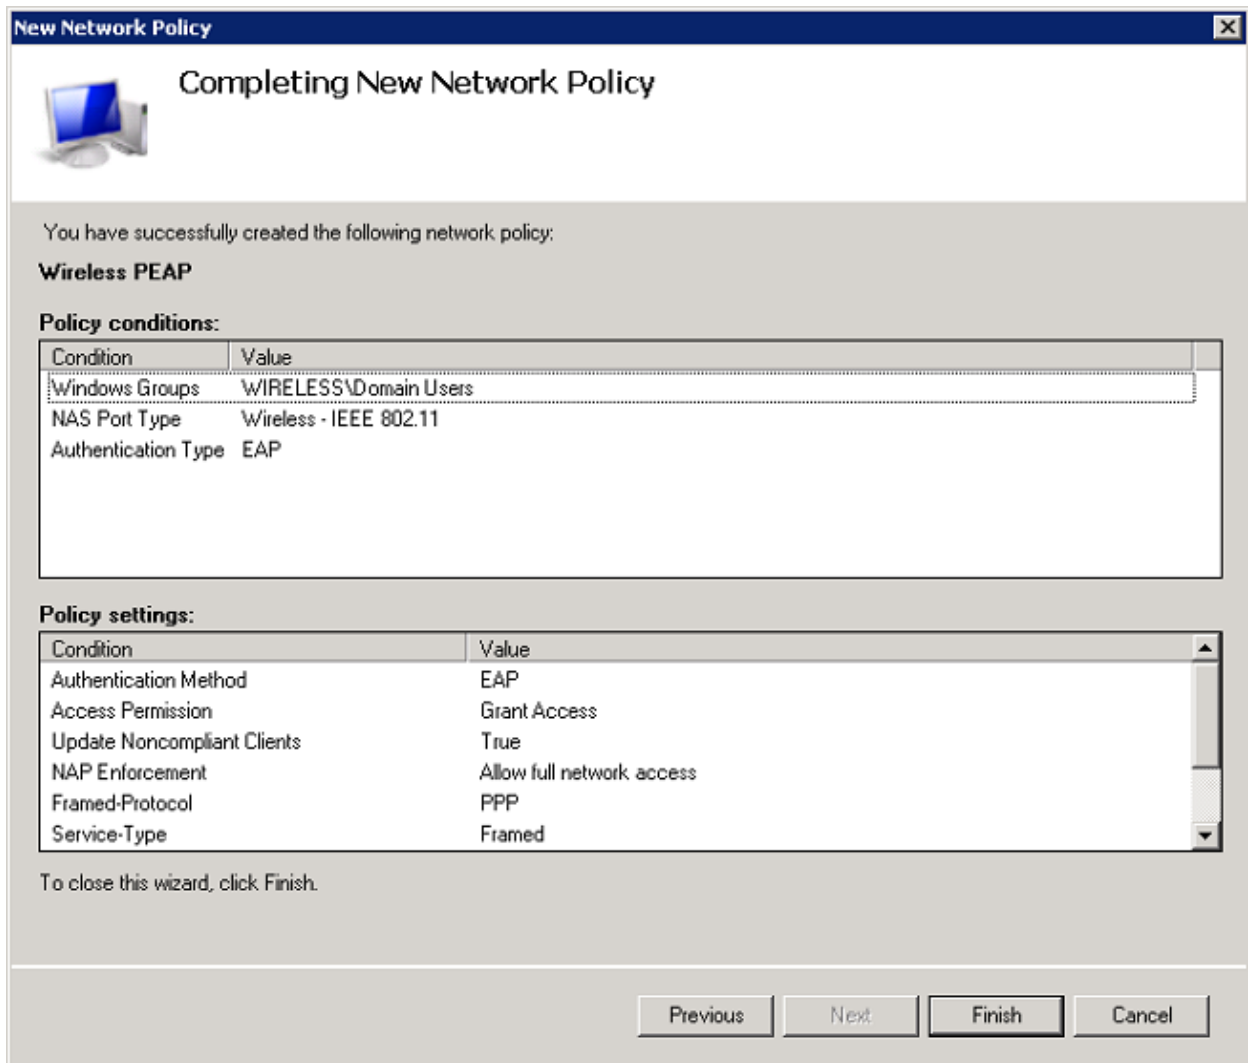 New Network Policy
Completing New Network Policy
You have successfully created the following network policy:
Wireless PEAP
Policy conditions:
Condition Value
Windows Groups WIRELESS\Domain Users
NAS Port Type Wireless - IEEE 802.11
Authentication Type EAP
Policy settings:
Condition Value
Authentication Method EAP
Access Permission Grant Access
Update Noncompliant Clients True
NAP Enforcement Allow full network access
Framed-Protocol PPP
Service-Type Framed
To close this wizard, click Finish.
Previous Next Finish Cancel